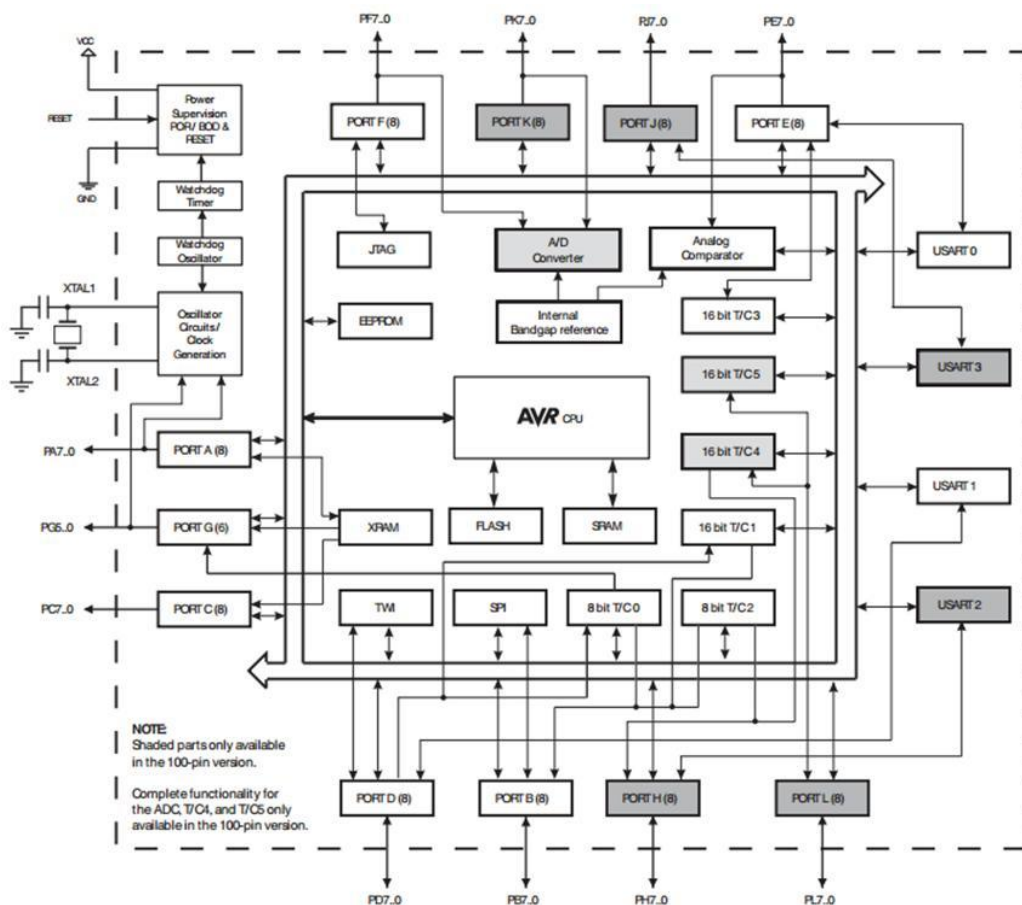 PF7..0
PK7..0
PJ7..0
PE7..0
VCC
RESET
GND
Power
Supervision
POR / BOD &
RESET
PORT F (8)
PORT K (8)
PORT J (8)
PORT E (8)
Watchdog
Timer
Watchdog
Oscillator
JTAG
A/D
Converter
Analog
Comparator
USART 0
XTAL1
XTAL2
Oscillator
Circuits /
Clock
Generation
EEPROM
Internal
Bandgap reference
16 bit T/C3
16 bit T/C5
USART 3
AVR CPU
PA7..0
PORT A (8)
16 bit T/C4
USART 1
PG5..0
PORT G (6)
XRAM
FLASH
SRAM
16 bit T/C1
PC7..0
PORT C (8)
TWI
SPI
8 bit T/C0
8 bit T/C2
USART 2
NOTE:
Shaded parts only available
in the 100-pin version.
Complete functionality for
the ADC, T/C4, and T/C5 only
available in the 100-pin version.
PORT D (8)
PORT B (8)
PORT H (8)
PORT L (8)
PD7..0
PB7..0
PH7..0
PL7..0